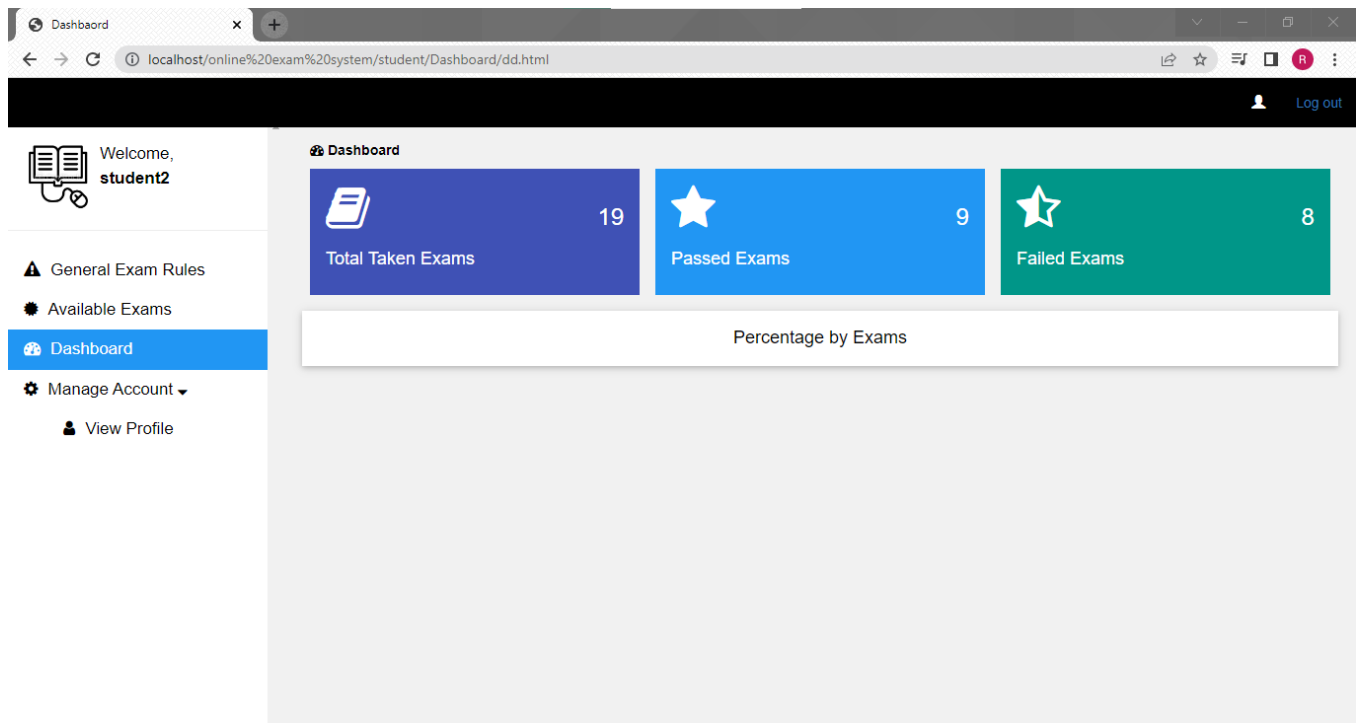 Dashbaord
localhost/online%20exam%20system/student/Dashboard/dd.html
R
Log out
Welcome,
student2
General Exam Rules
Available Exams
Dashboard
Manage Account
View Profile
Dashboard
19
Total Taken Exams
9
Passed Exams
8
Failed Exams
Percentage by Exams